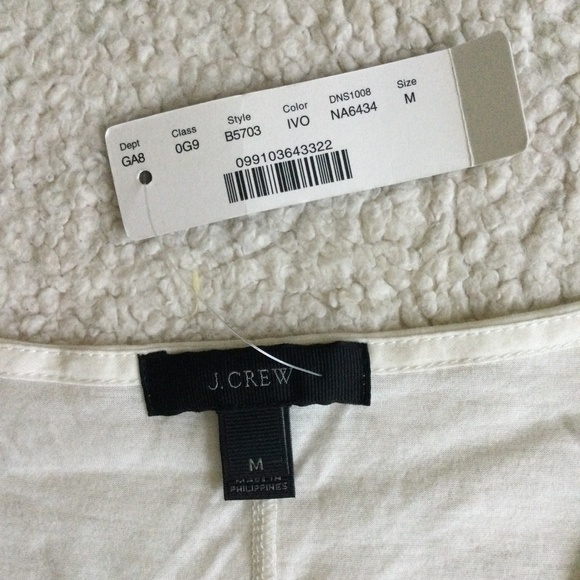 Dept Class Style Color DNS1008 Size
GA8 0G9 B5703 IVO NA6434 M
099103643322
J.CREW
M
MADE IN
PHILIPPINES